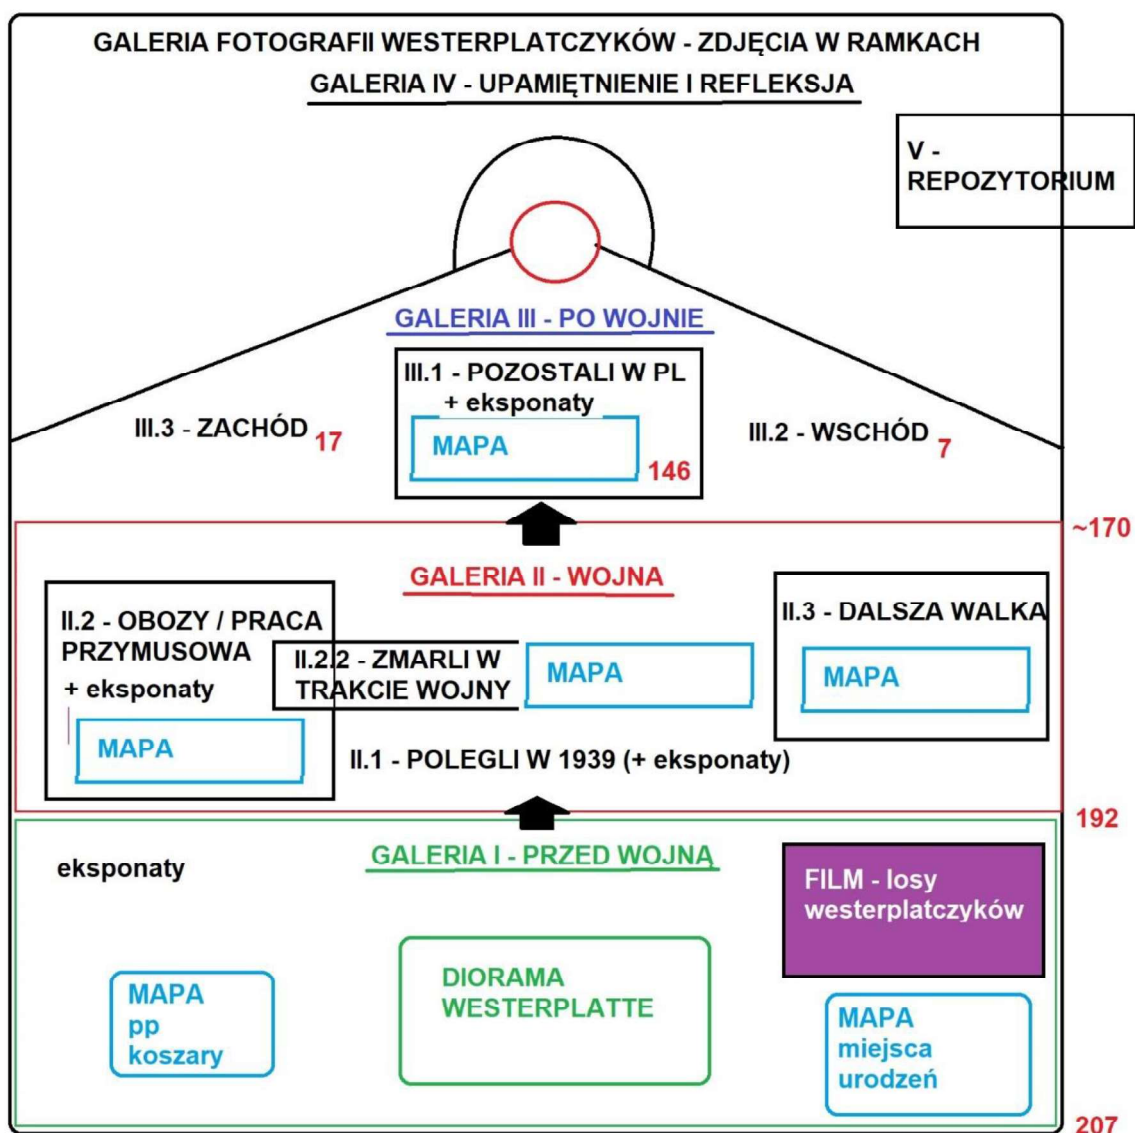 GALERIA FOTOGRAFII WESTERPLATCZYKÓW - ZDJĘCIA W RAMKACH
GALERIA IV - UPAMIĘTNIENIE I REFLEKSJA
V -
REPOZYTORIUM
GALERIA III - PO WOJNIE
III.1 - POZOSTALI W PL
+ eksponaty
MAPA
146
III.3 - ZACHÓD 17
III.2 - WSCHÓD 7
~170
GALERIA II - WOJNA
II.2 - OBOZY / PRACA
PRZYMUSOWA
+ eksponaty
MAPA
II.2.2 - ZMARLI W
TRAKCIE WOJNY
MAPA
II.3 - DALSZA WALKA
MAPA
II.1 - POLEGLI W 1939 (+ eksponaty)
192
GALERIA I - PRZED WOJNĄ
eksponaty
FILM - losy
westerplatczyków
MAPA
pp
koszary
DIORAMA
WESTERPLATTE
MAPA
miejsca
urodzeń
207